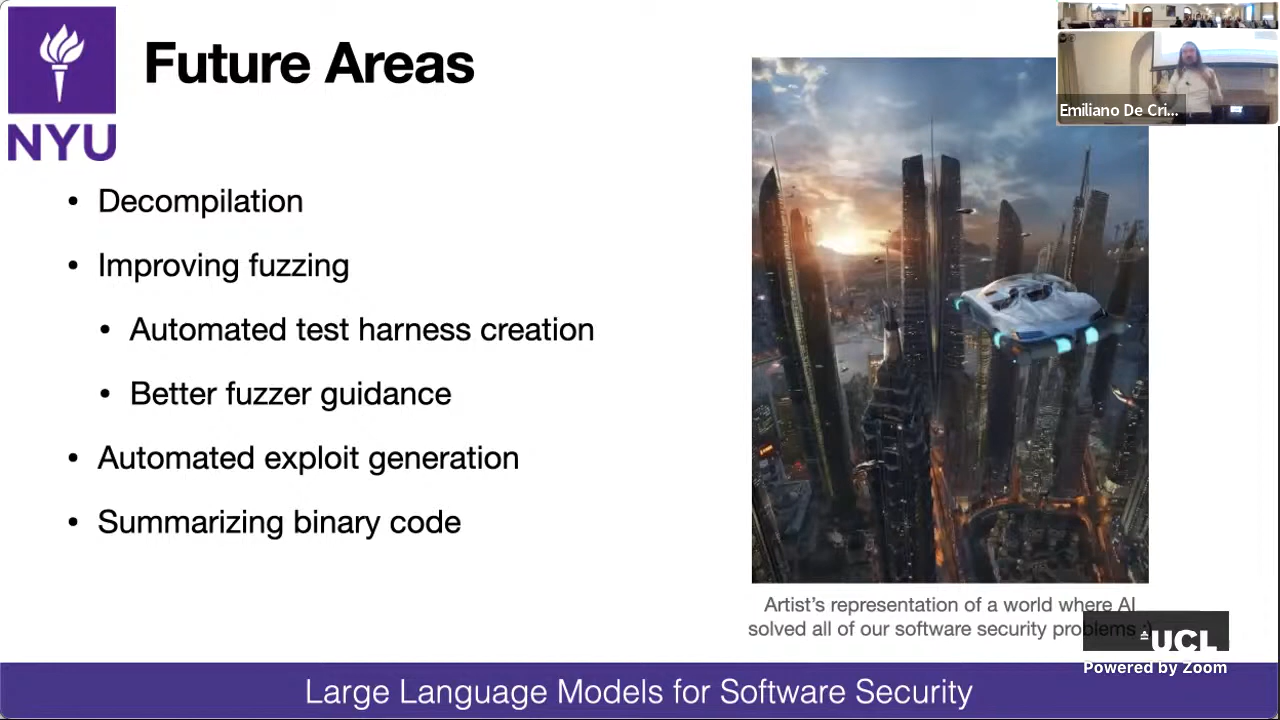 NYU
Future Areas
Emiliano De Cri...
• Decompilation
• Improving fuzzing
• Automated test harness creation
• Better fuzzer guidance
• Automated exploit generation
• Summarizing binary code
Artist's representation of a world where AI
solved all of our software security problems :)
UCL
Powered by Zoom
Large Language Models for Software Security